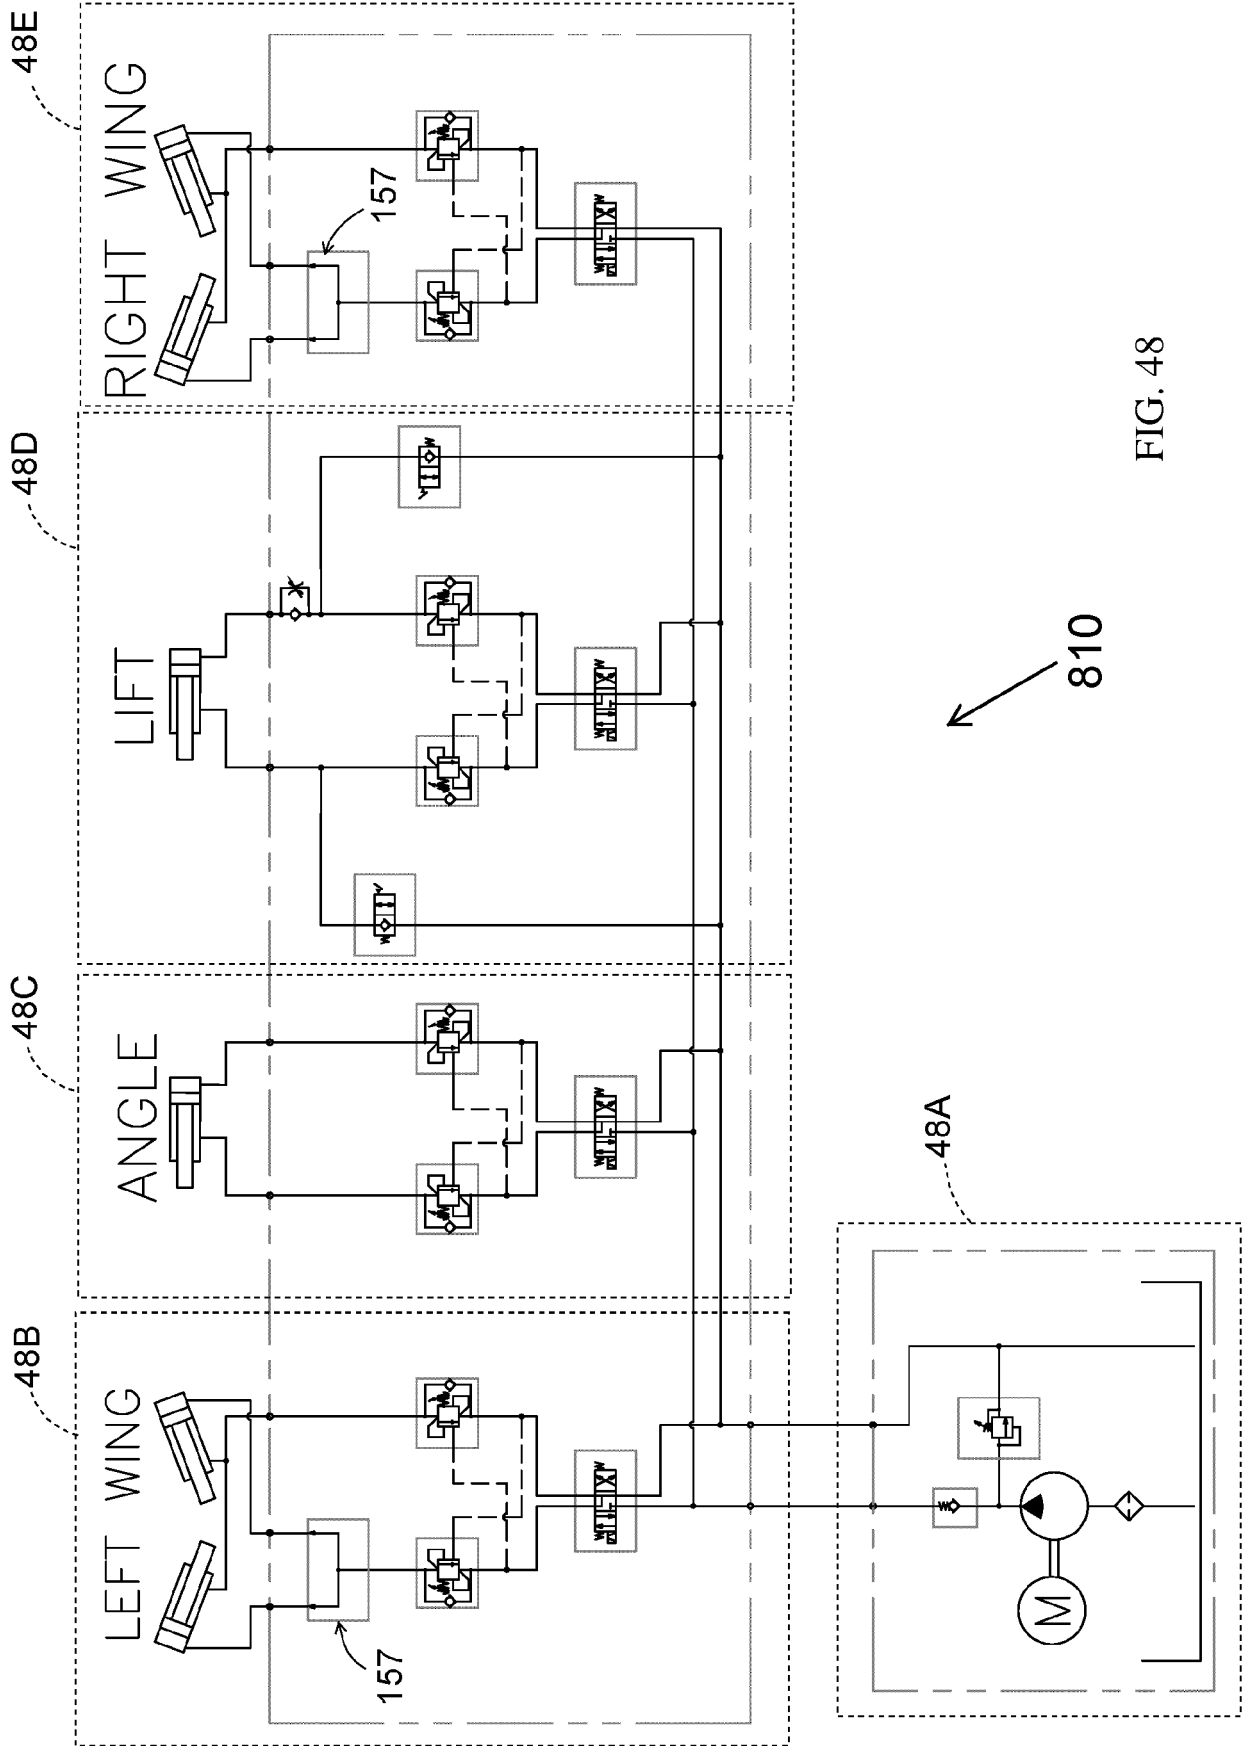 48B
48C
48D
48E
LEFT WING
ANGLE
LIFT
RIGHT WING
157
157
810
48A
M
FIG. 48